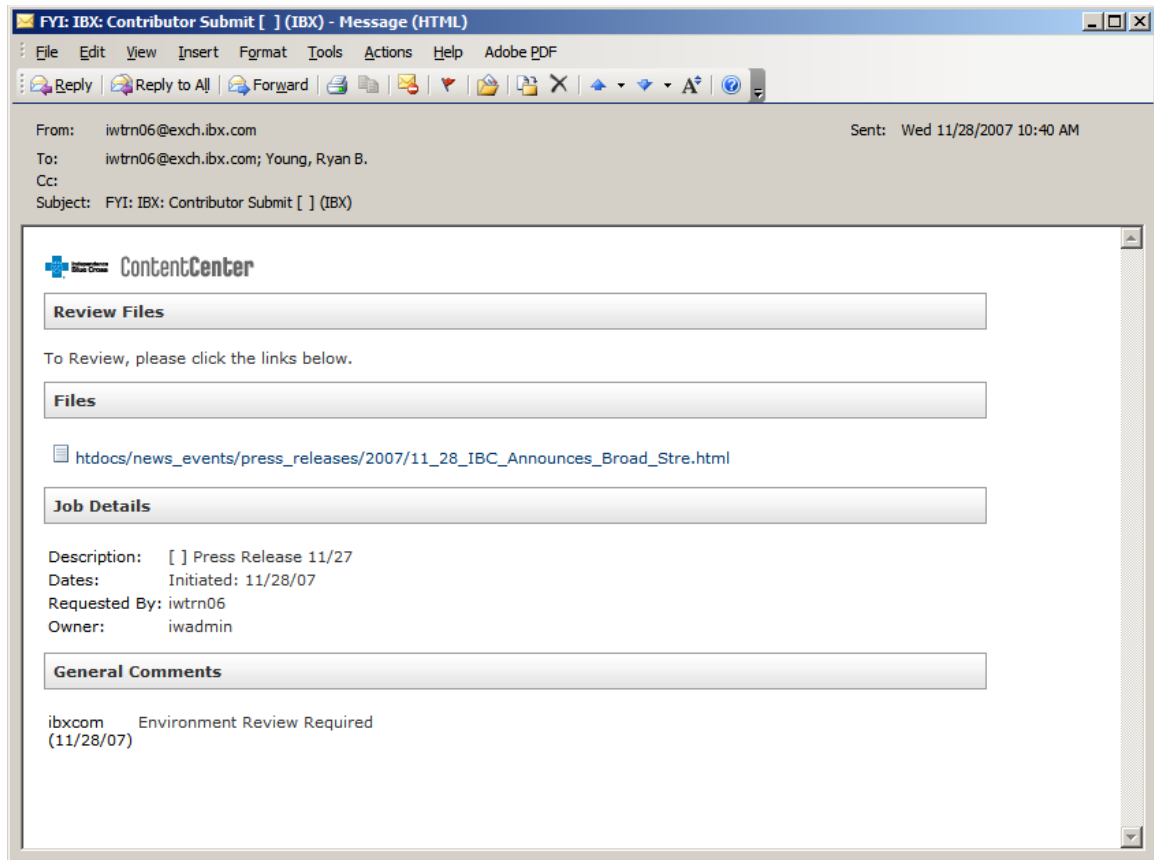 FYI: IBX: Contributor Submit [ ] (IBX) - Message (HTML)
File Edit View Insert Format Tools Actions Help Adobe PDF
Reply Reply to All Forward
From: iwtrn06@exch.ibx.com Sent: Wed 11/28/2007 10:40 AM
To: iwtrn06@exch.ibx.com; Young, Ryan B.
Cc:
Subject: FYI: IBX: Contributor Submit [ ] (IBX)
Independence
Blue Cross ContentCenter
Review Files
To Review, please click the links below.
Files
htdocs/news_events/press_releases/2007/11_28_IBC_Announces_Broad_Stre.html
Job Details
Description: [ ] Press Release 11/27
Dates: Initiated: 11/28/07
Requested By: iwtrn06
Owner: iwadmin
General Comments
ibxcom Environment Review Required
(11/28/07)